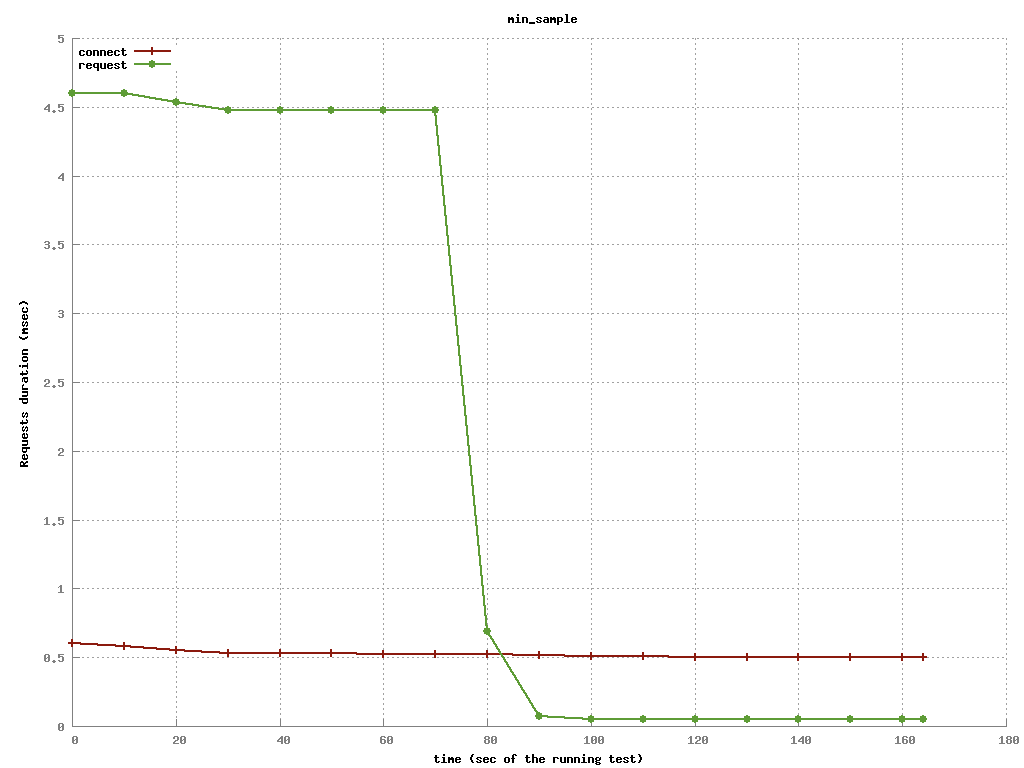 min_sample
connect
request
5
4.5
4
3.5
3
2.5
2
1.5
1
0.5
0
Requests duration (msec)
0 20 40 60 80 100 120 140 160 180
time (sec of the running test)